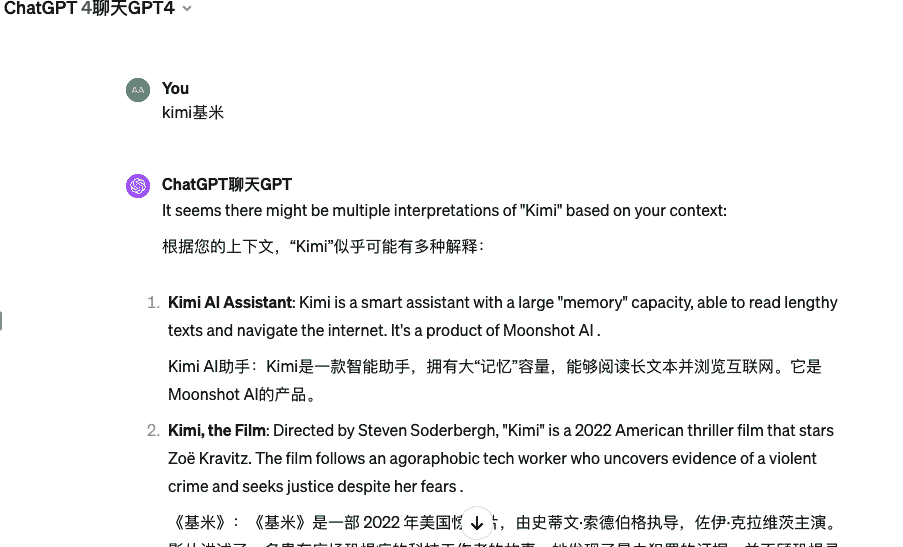 ChatGPT 4聊天GPT4
AA
You
kimi基米
ChatGPT聊天GPT
It seems there might be multiple interpretations of "Kimi" based on your context:
根据您的上下文，“Kimi”似乎可能有多种解释：
1. Kimi AI Assistant: Kimi is a smart assistant with a large "memory" capacity, able to read lengthy
texts and navigate the internet. It's a product of Moonshot AI .
Kimi AI助手：Kimi是一款智能助手，拥有大“记忆”容量，能够阅读长文本并浏览互联网。它是
Moonshot AI的产品。
2. Kimi, the Film: Directed by Steven Soderbergh, "Kimi" is a 2022 American thriller film that stars
Zoë Kravitz. The film follows an agoraphobic tech worker who uncovers evidence of a violent
crime and seeks justice despite her fears .
《基米》：《基米》是一部 2022 年美国惊 片，由史蒂文·索德伯格执导，佐伊·克拉维茨主演。